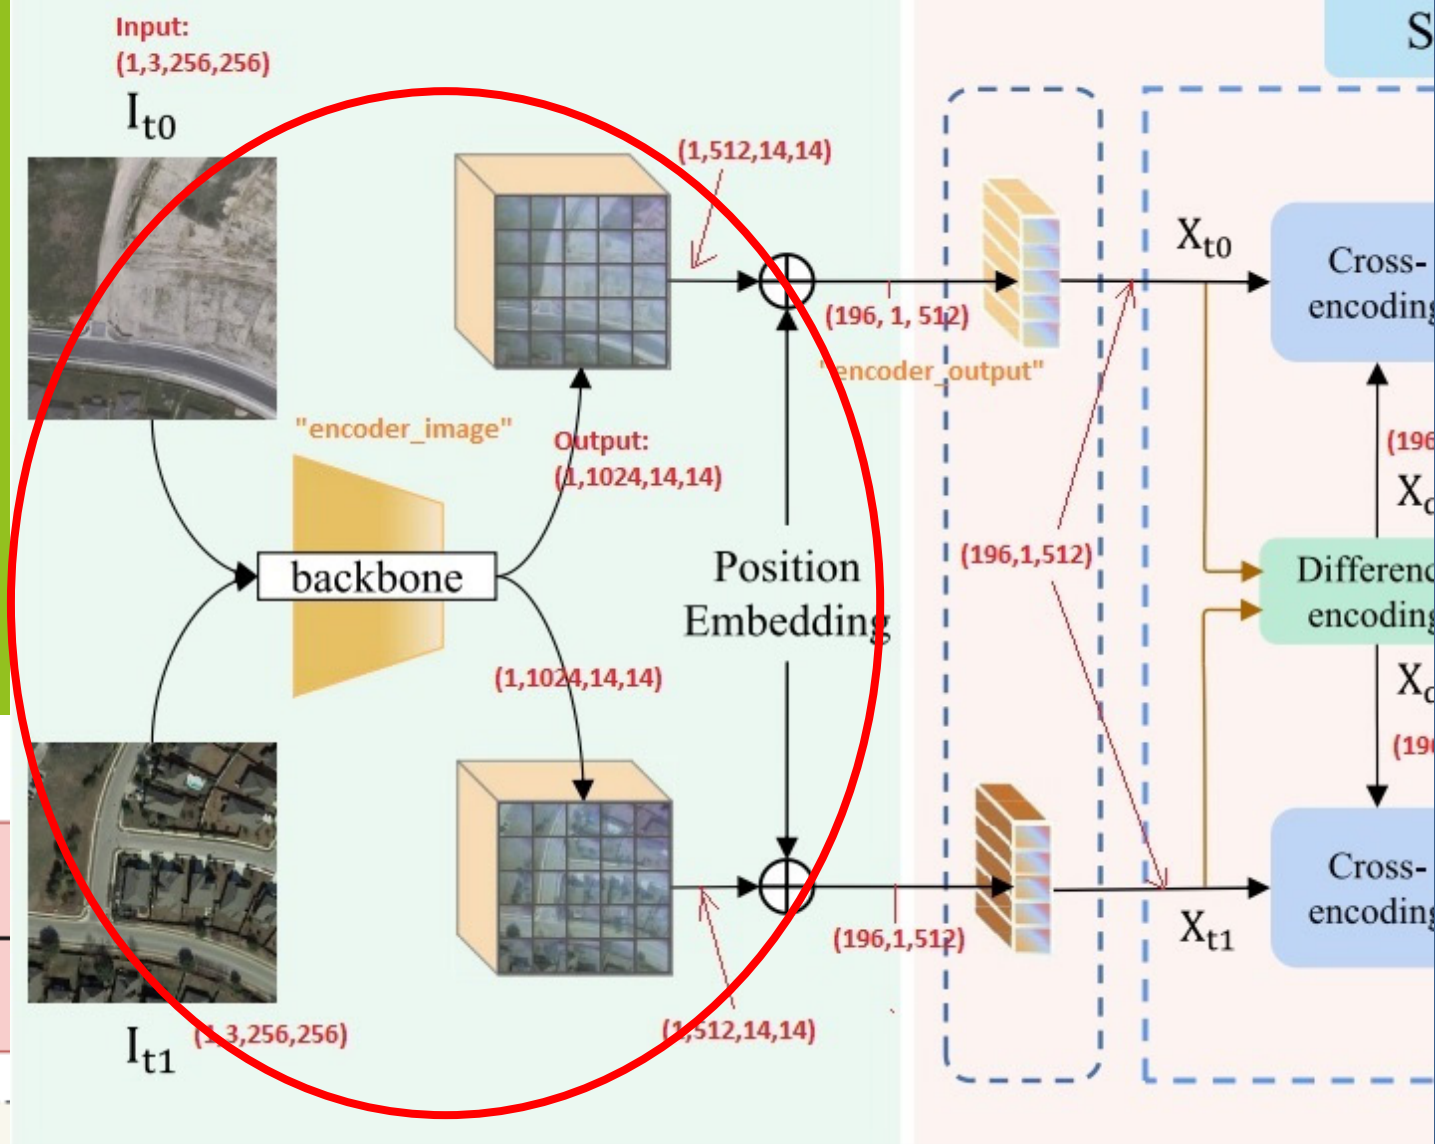 Input:
(1,3,256,256)
It0
(1,512,14,14)
S
Xt0
Cross-
encoding
(196, 1, 512)
"encoder_output"
"encoder_image"
Output:
(1,1024,14,14)
(196
X
backbone
Position
Embedding
(196,1,512)
Differenc
encoding
(1,1024,14,14)
X
(196
Cross-
encoding
Xt1
(196,1,512)
(1,512,14,14)
It1
(1,3,256,256)